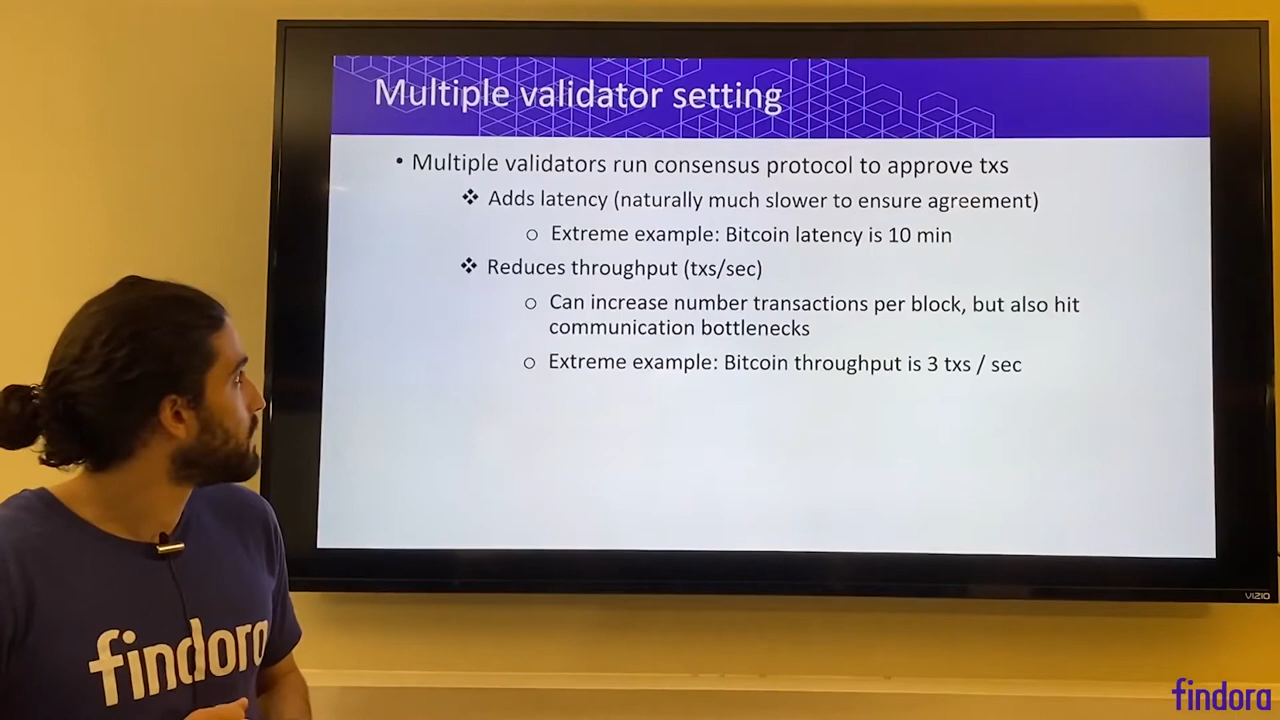 Multiple validator setting
• Multiple validators run consensus protocol to approve txs
❖ Adds latency (naturally much slower to ensure agreement)
○ Extreme example: Bitcoin latency is 10 min
❖ Reduces throughput (txs/sec)
○ Can increase number transactions per block, but also hit
communication bottlenecks
○ Extreme example: Bitcoin throughput is 3 txs / sec
VIZIO
findora
findora